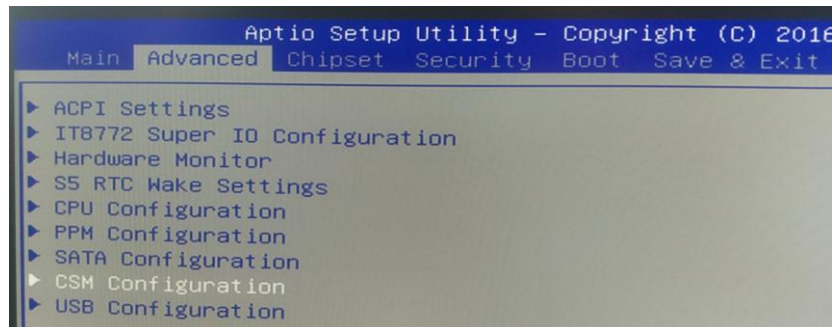 Aptio Setup Utility – Copyright (C) 2016
Main Advanced Chipset Security Boot Save & Exit
► ACPI Settings
► IT8772 Super IO Configuration
► Hardware Monitor
► S5 RTC Wake Settings
► CPU Configuration
► PPM Configuration
► SATA Configuration
► CSM Configuration
► USB Configuration